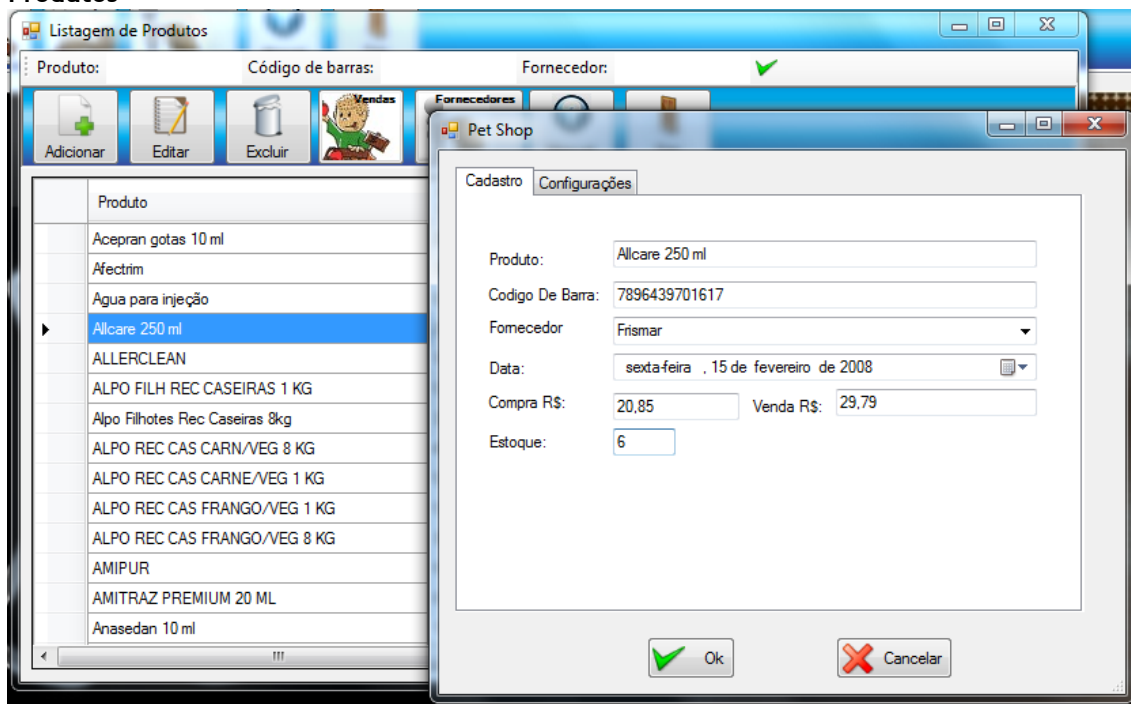 Produtos
Listagem de Produtos
Produto: Código de barras: Fornecedor:
Adicionar Editar Excluir Vendas Fornecedores
Produto
Acepran gotas 10 ml
Afectrim
Agua para injeção
Allcare 250 ml
ALLERCLEAN
ALPO FILH REC CASEIRAS 1 KG
Alpo Filhotes Rec Caseiras 8kg
ALPO REC CAS CARN/VEG 8 KG
ALPO REC CAS CARNE/VEG 1 KG
ALPO REC CAS FRANGO/VEG 1 KG
ALPO REC CAS FRANGO/VEG 8 KG
AMIPUR
AMITRAZ PREMIUM 20 ML
Anasedan 10 ml
Pet Shop
Cadastro Configurações
Produto: Allcare 250 ml
Codigo De Barra: 7896439701617
Fornecedor Frismar
Data: sexta-feira , 15 de fevereiro de 2008
Compra R$: 20,85 Venda R$: 29,79
Estoque: 6
Ok Cancelar